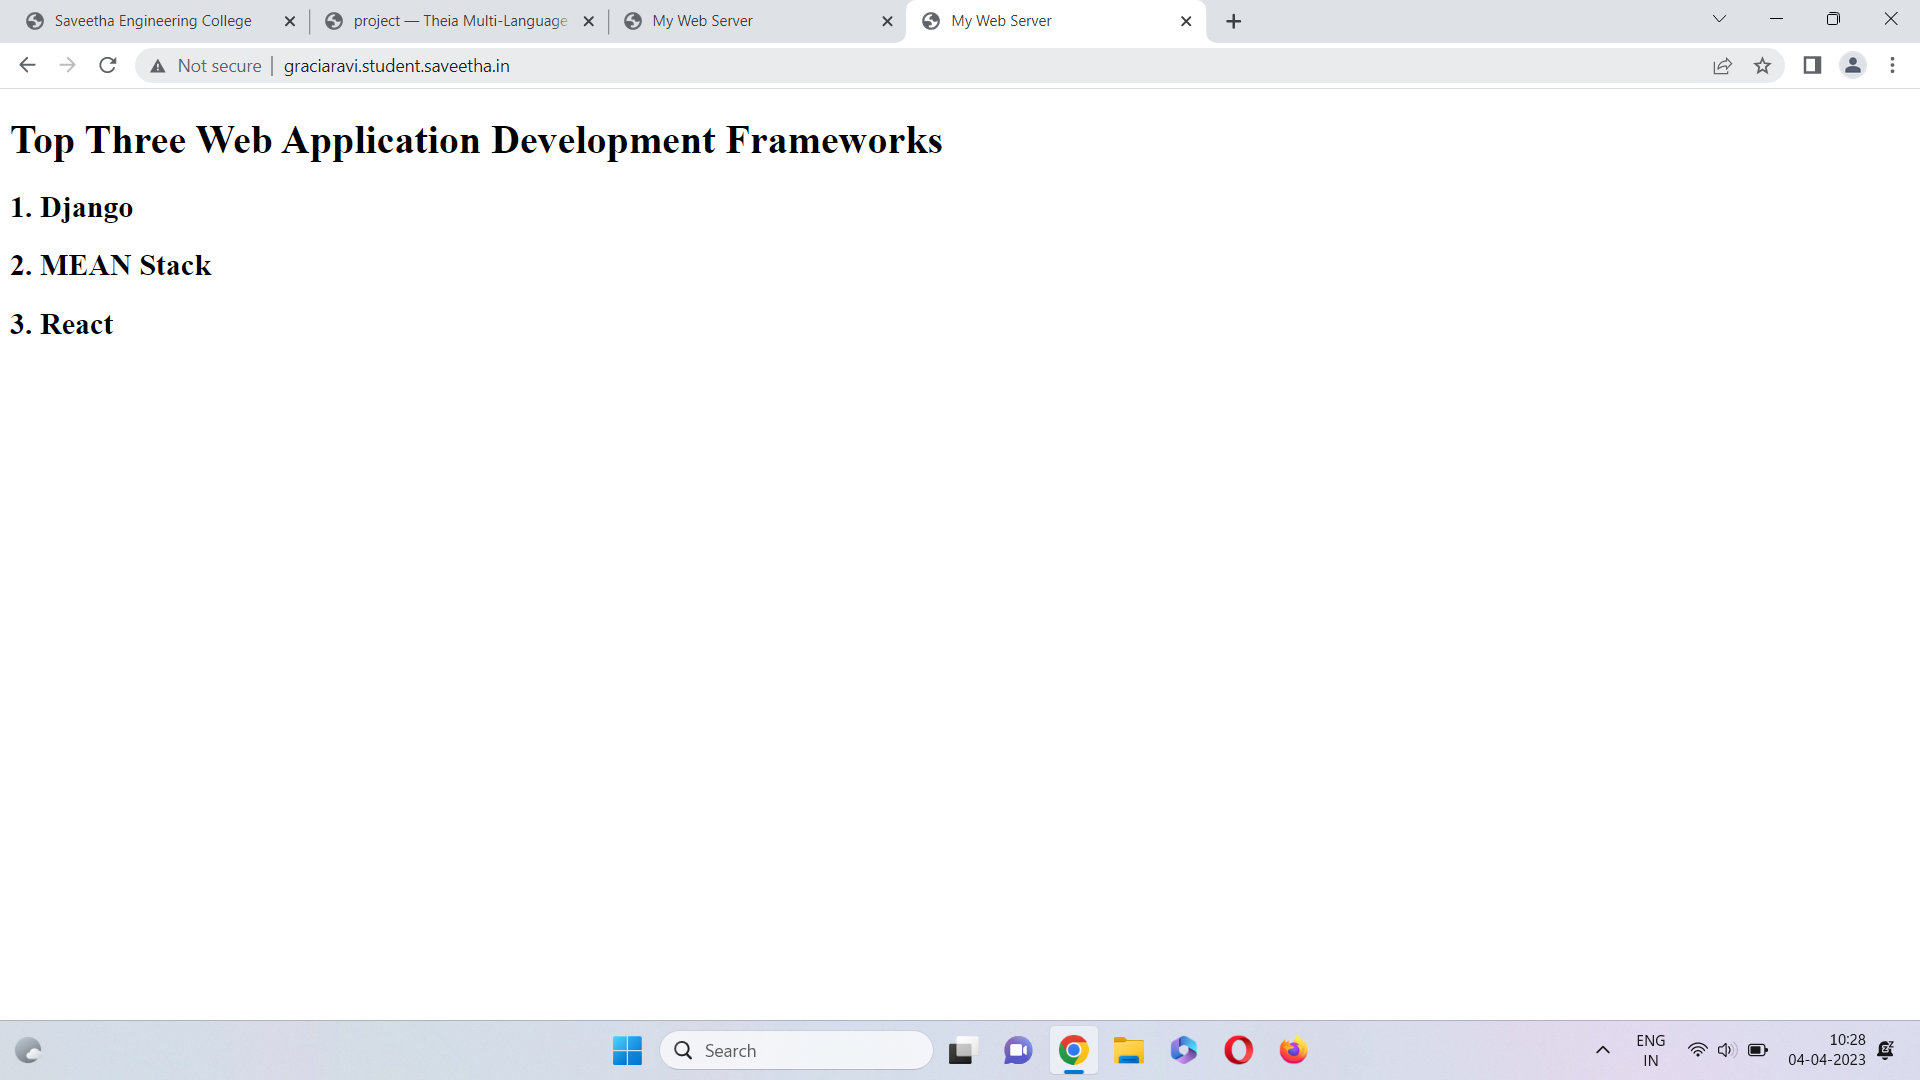 Saveetha Engineering College
project — Theia Multi-Language
My Web Server
My Web Server
Not secure
graciaravi.student.saveetha.in
Top Three Web Application Development Frameworks
1. Django
2. MEAN Stack
3. React
Search
ENG
IN
10:28
04-04-2023